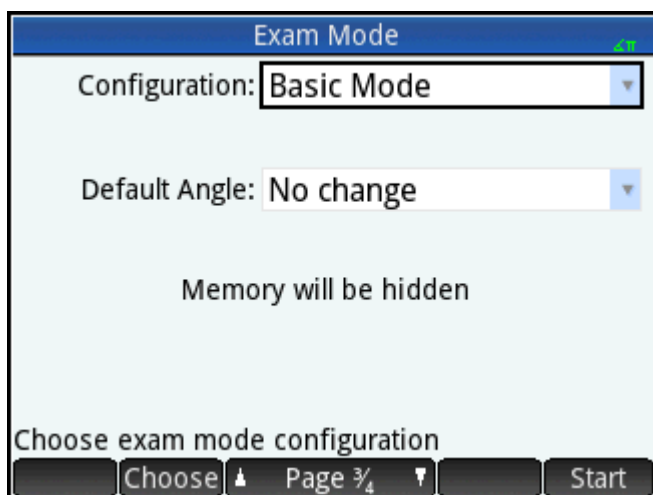 Exam Mode
∡π
Configuration: Basic Mode
Default Angle: No change
Memory will be hidden
Choose exam mode configuration
Choose Page ¾ Start